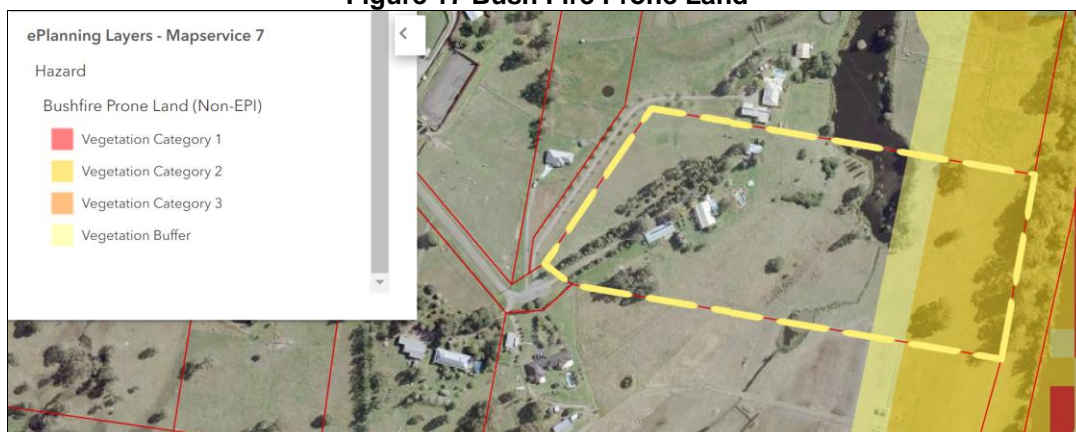 Figure 17 Bush Fire Prone Land
ePlanning Layers - Mapservice 7
Hazard
Bushfire Prone Land (Non-EPI)
Vegetation Category 1
Vegetation Category 2
Vegetation Category 3
Vegetation Buffer